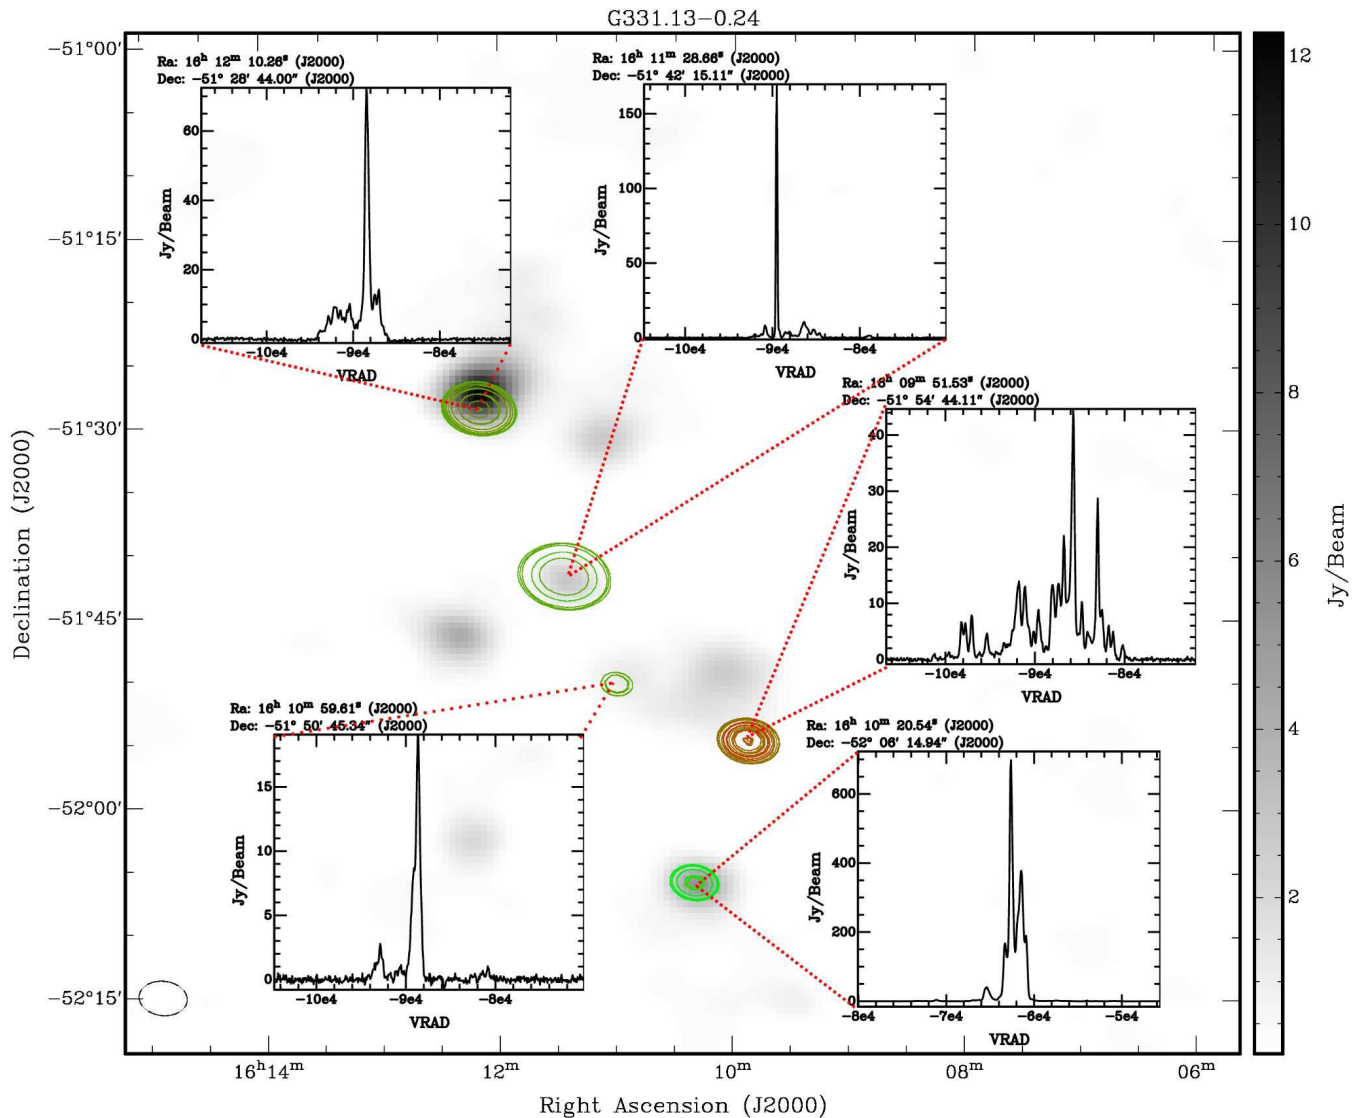 G331.13−0.24
−51°00′
−51°15′
−51°30′
−51°45′
−52°00′
−52°15′
Declination (J2000)
16ʰ14ᵐ
12ᵐ
10ᵐ
08ᵐ
06ᵐ
Right Ascension (J2000)
12
10
8
6
4
2
Jy/Beam
Ra: 16ʰ 12ᵐ 10.26ˢ (J2000)
Dec: −51° 28′ 44.00″ (J2000)
60
40
20
0
Jy/Beam
−10e4
−9e4
−8e4
VRAD
Ra: 16ʰ 11ᵐ 28.66ˢ (J2000)
Dec: −51° 42′ 15.11″ (J2000)
150
100
50
0
Jy/Beam
−10e4
−9e4
−8e4
VRAD
Ra: 16ʰ 09ᵐ 51.53ˢ (J2000)
Dec: −51° 54′ 44.11″ (J2000)
40
30
20
10
0
Jy/Beam
−10e4
−9e4
−8e4
VRAD
Ra: 16ʰ 10ᵐ 59.61ˢ (J2000)
Dec: −51° 50′ 45.34″ (J2000)
15
10
5
0
Jy/Beam
−10e4
−9e4
−8e4
VRAD
Ra: 16ʰ 10ᵐ 20.54ˢ (J2000)
Dec: −52° 06′ 14.94″ (J2000)
600
400
200
0
Jy/Beam
−8e4
−7e4
−6e4
−5e4
VRAD